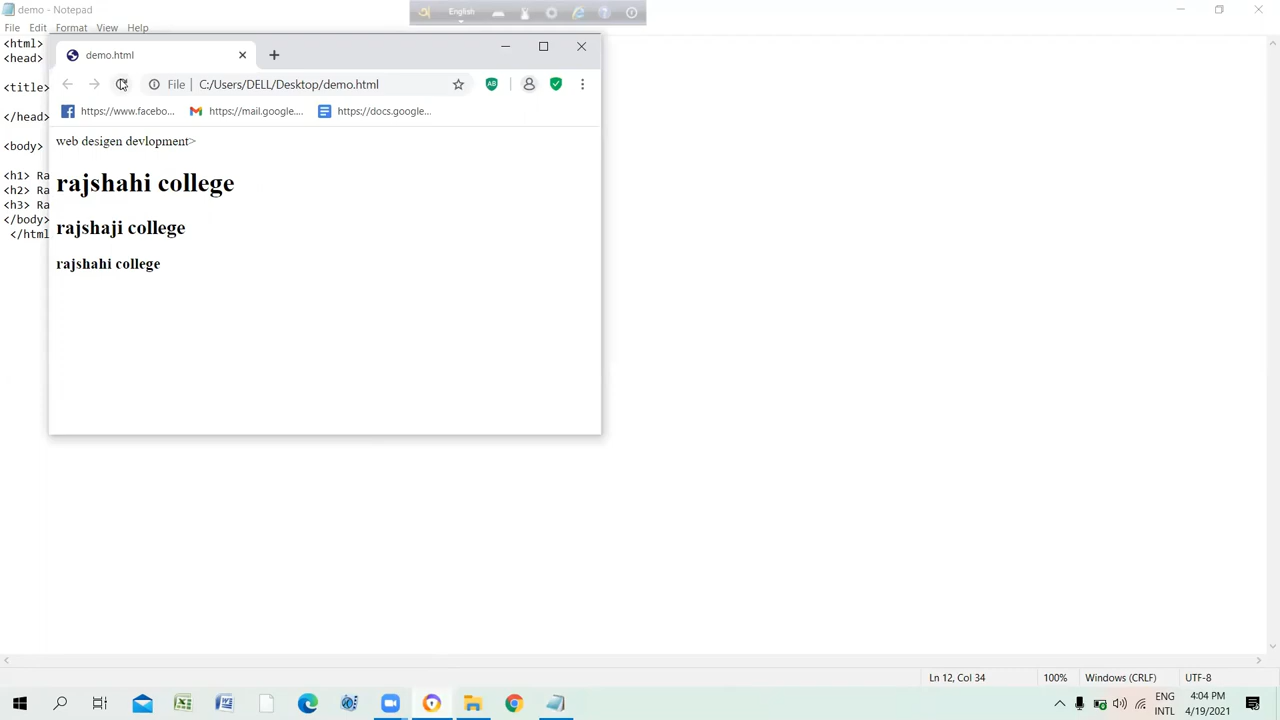 demo - Notepad
English
File Edit Format View Help
<html>
<head>
<title>
</head>
<body>
<h1> Ra
<h2> Ra
<h3> Ra
</body>
</html
demo.html
File C:/Users/DELL/Desktop/demo.html
AB
https://www.facebo...
https://mail.google....
https://docs.google...
web desigen devlopment>
rajshahi college
rajshaji college
rajshahi college
Ln 12, Col 34
100%
Windows (CRLF)
UTF-8
ENG
INTL
4:04 PM
4/19/2021